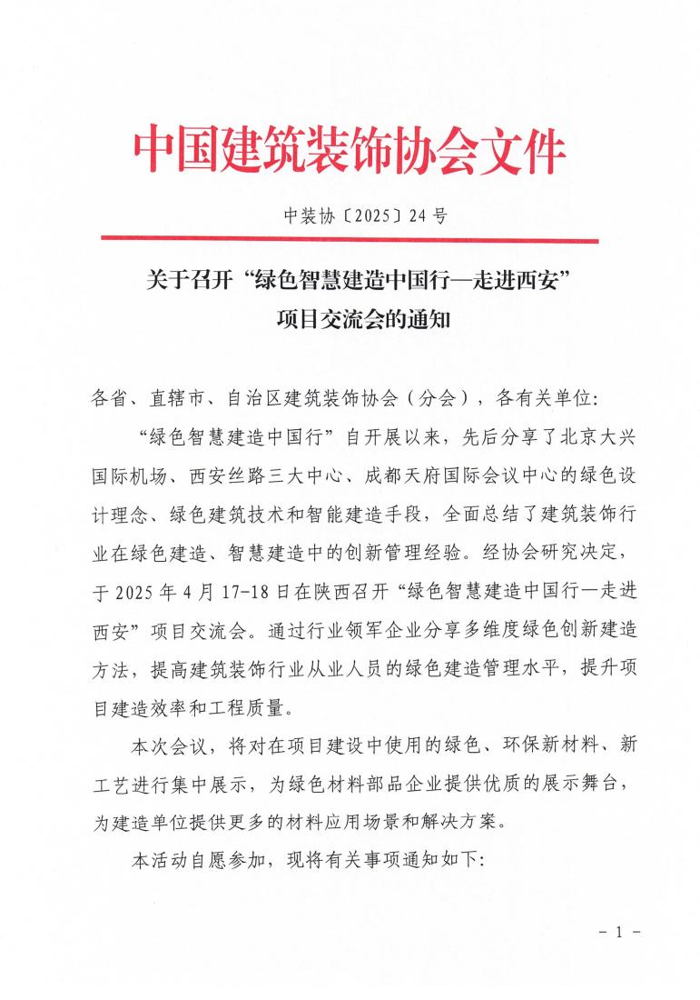 中国建筑装饰协会文件
中装协〔2025〕24号
关于召开“绿色智慧建造中国行—走进西安”
项目交流会的通知
各省、直辖市、自治区建筑装饰协会（分会），各有关单位：
“绿色智慧建造中国行”自开展以来，先后分享了北京大兴
国际机场、西安丝路三大中心、成都天府国际会议中心的绿色设
计理念、绿色建筑技术和智能建造手段，全面总结了建筑装饰行
业在绿色建造、智慧建造中的创新管理经验。经协会研究决定，
于2025年4月17-18日在陕西召开“绿色智慧建造中国行—走进
西安”项目交流会。通过行业领军企业分享多维度绿色创新建造
方法，提高建筑装饰行业从业人员的绿色建造管理水平，提升项
目建造效率和工程质量。
本次会议，将对在项目建设中使用的绿色、环保新材料、新
工艺进行集中展示，为绿色材料部品企业提供优质的展示舞台，
为建造单位提供更多的材料应用场景和解决方案。
本活动自愿参加，现将有关事项通知如下：
- 1 -